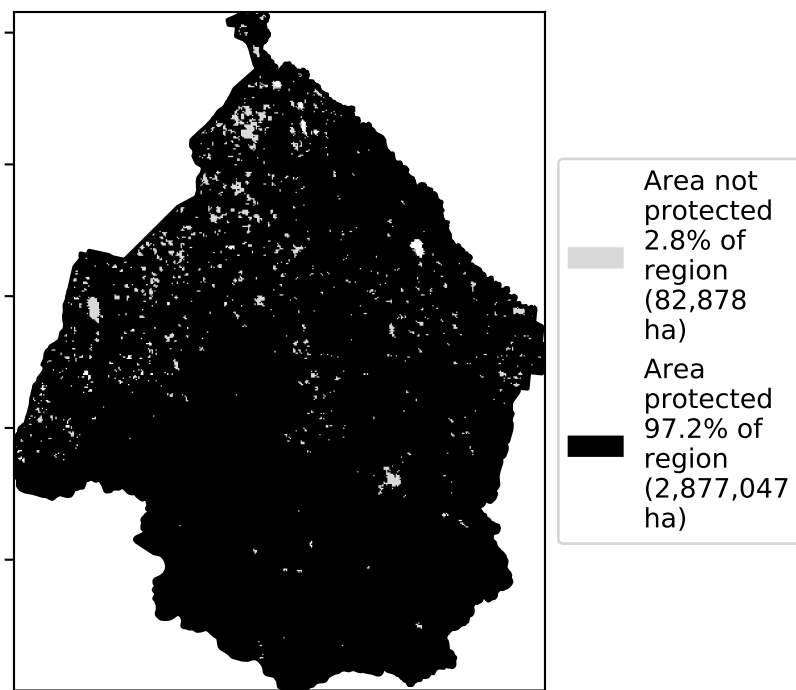 Area not
protected
2.8% of
region
(82,878
ha)
Area
protected
97.2% of
region
(2,877,047
ha)